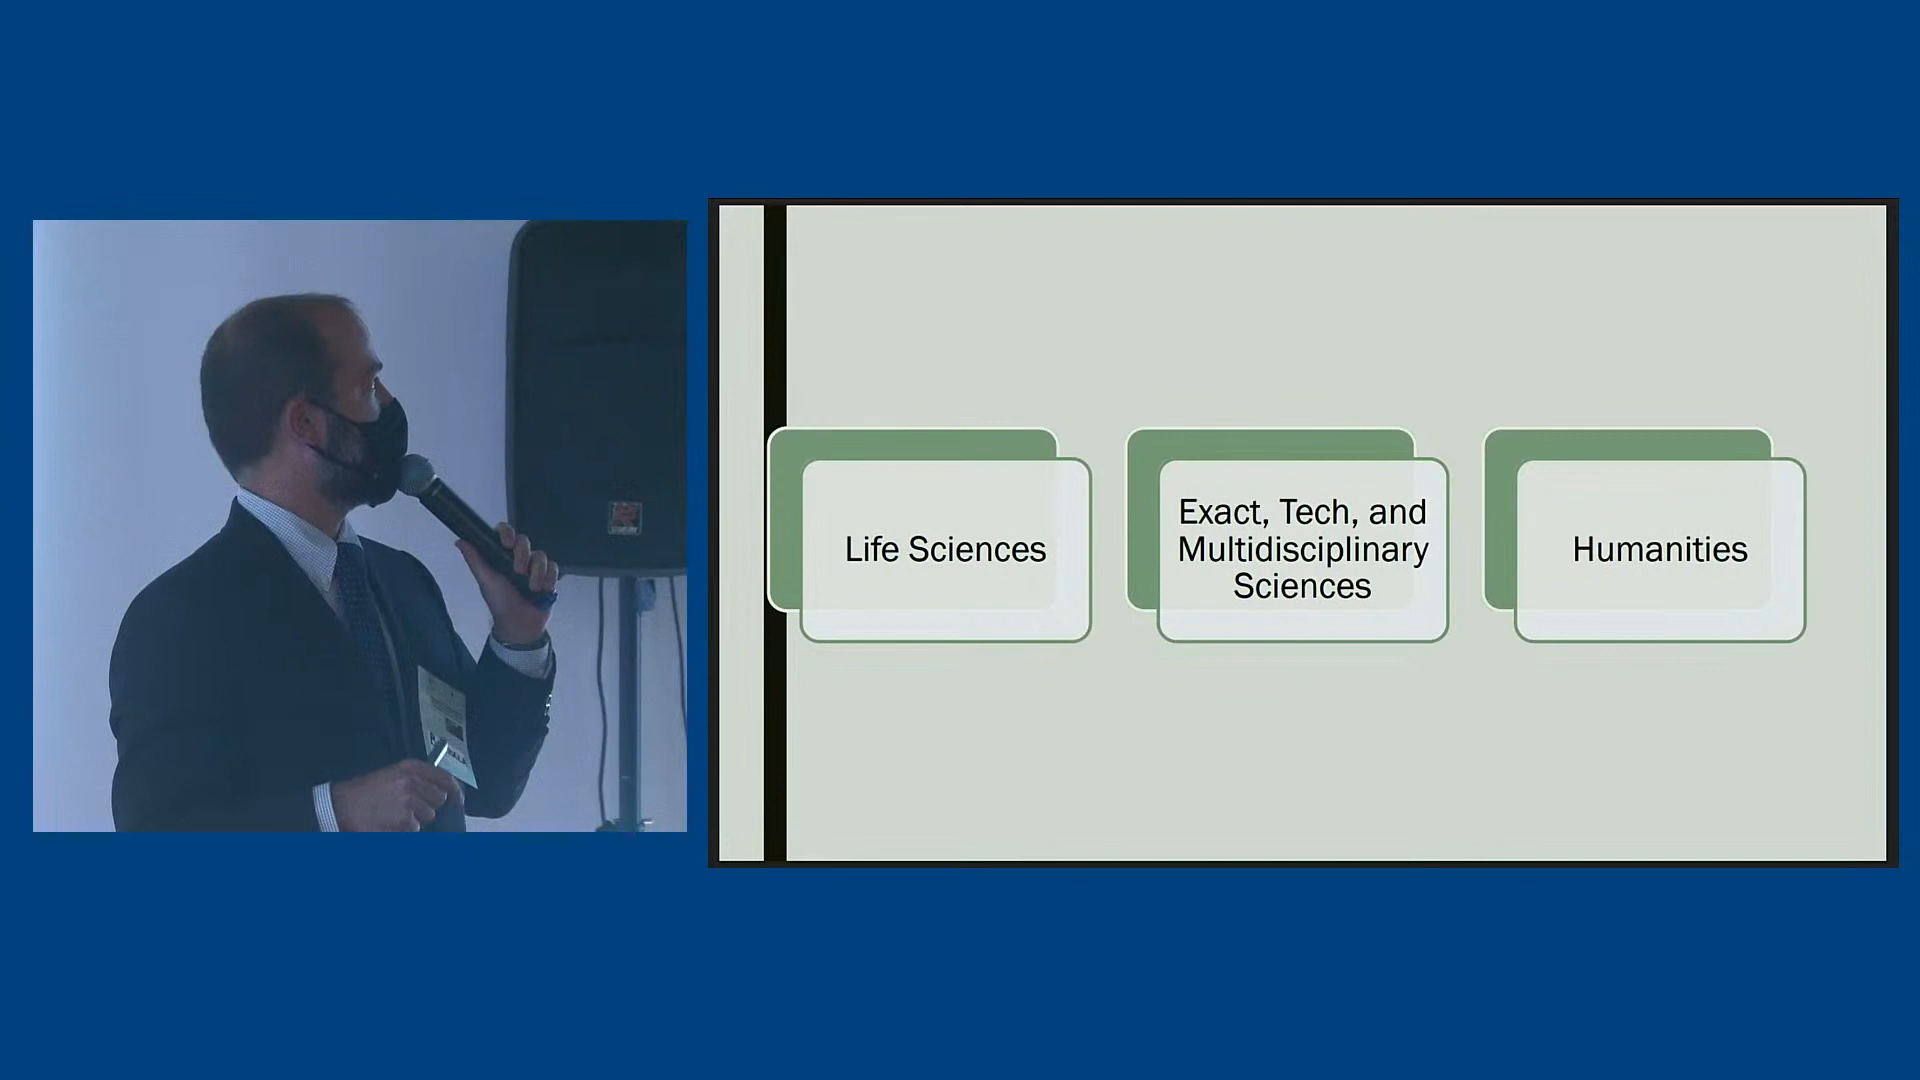 Life Sciences
Exact, Tech, and
Multidisciplinary
Sciences
Humanities